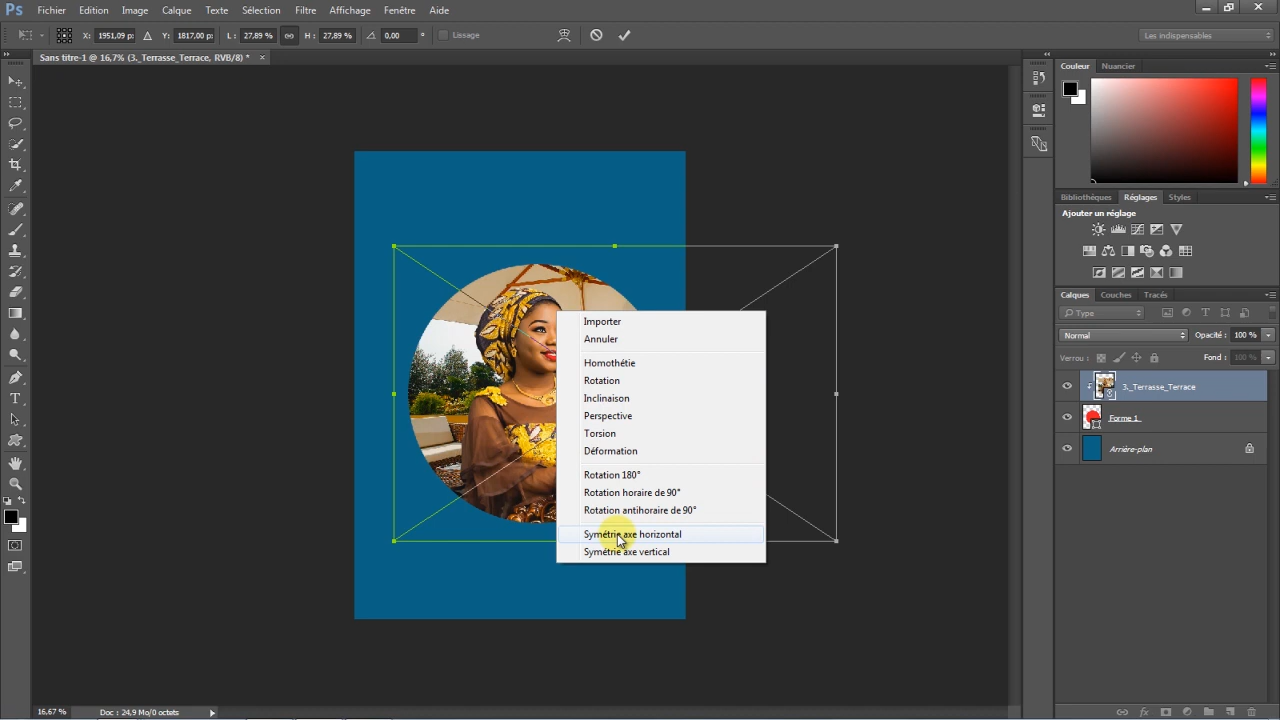 Ps Fichier Edition Image Calque Texte Sélection Filtre Affichage Fenêtre Aide
X: 1951,09 p: Y: 1817,00 p: L: 27,89 % H: 27,89 % 0,00 ° Lissage Les indispensables
Sans titre-1 @ 16,7% (3._Terrasse_Terrace, RVB/8) * ×
Couleur Nuancier
Importer
Annuler
Homothétie
Rotation
Inclinaison
Perspective
Torsion
Déformation
Rotation 180°
Rotation horaire de 90°
Rotation antihoraire de 90°
Symétrie axe horizontal
Symétrie axe vertical
Bibliothèques Réglages Styles
Ajouter un réglage
Calques Couches Tracés
Type
Normal Opacité : 100 %
Verrou : Fond : 100 %
3._Terrasse_Terrace
Forme 1
Arrière-plan
16,67 % Doc : 24,9 Mo/0 octets